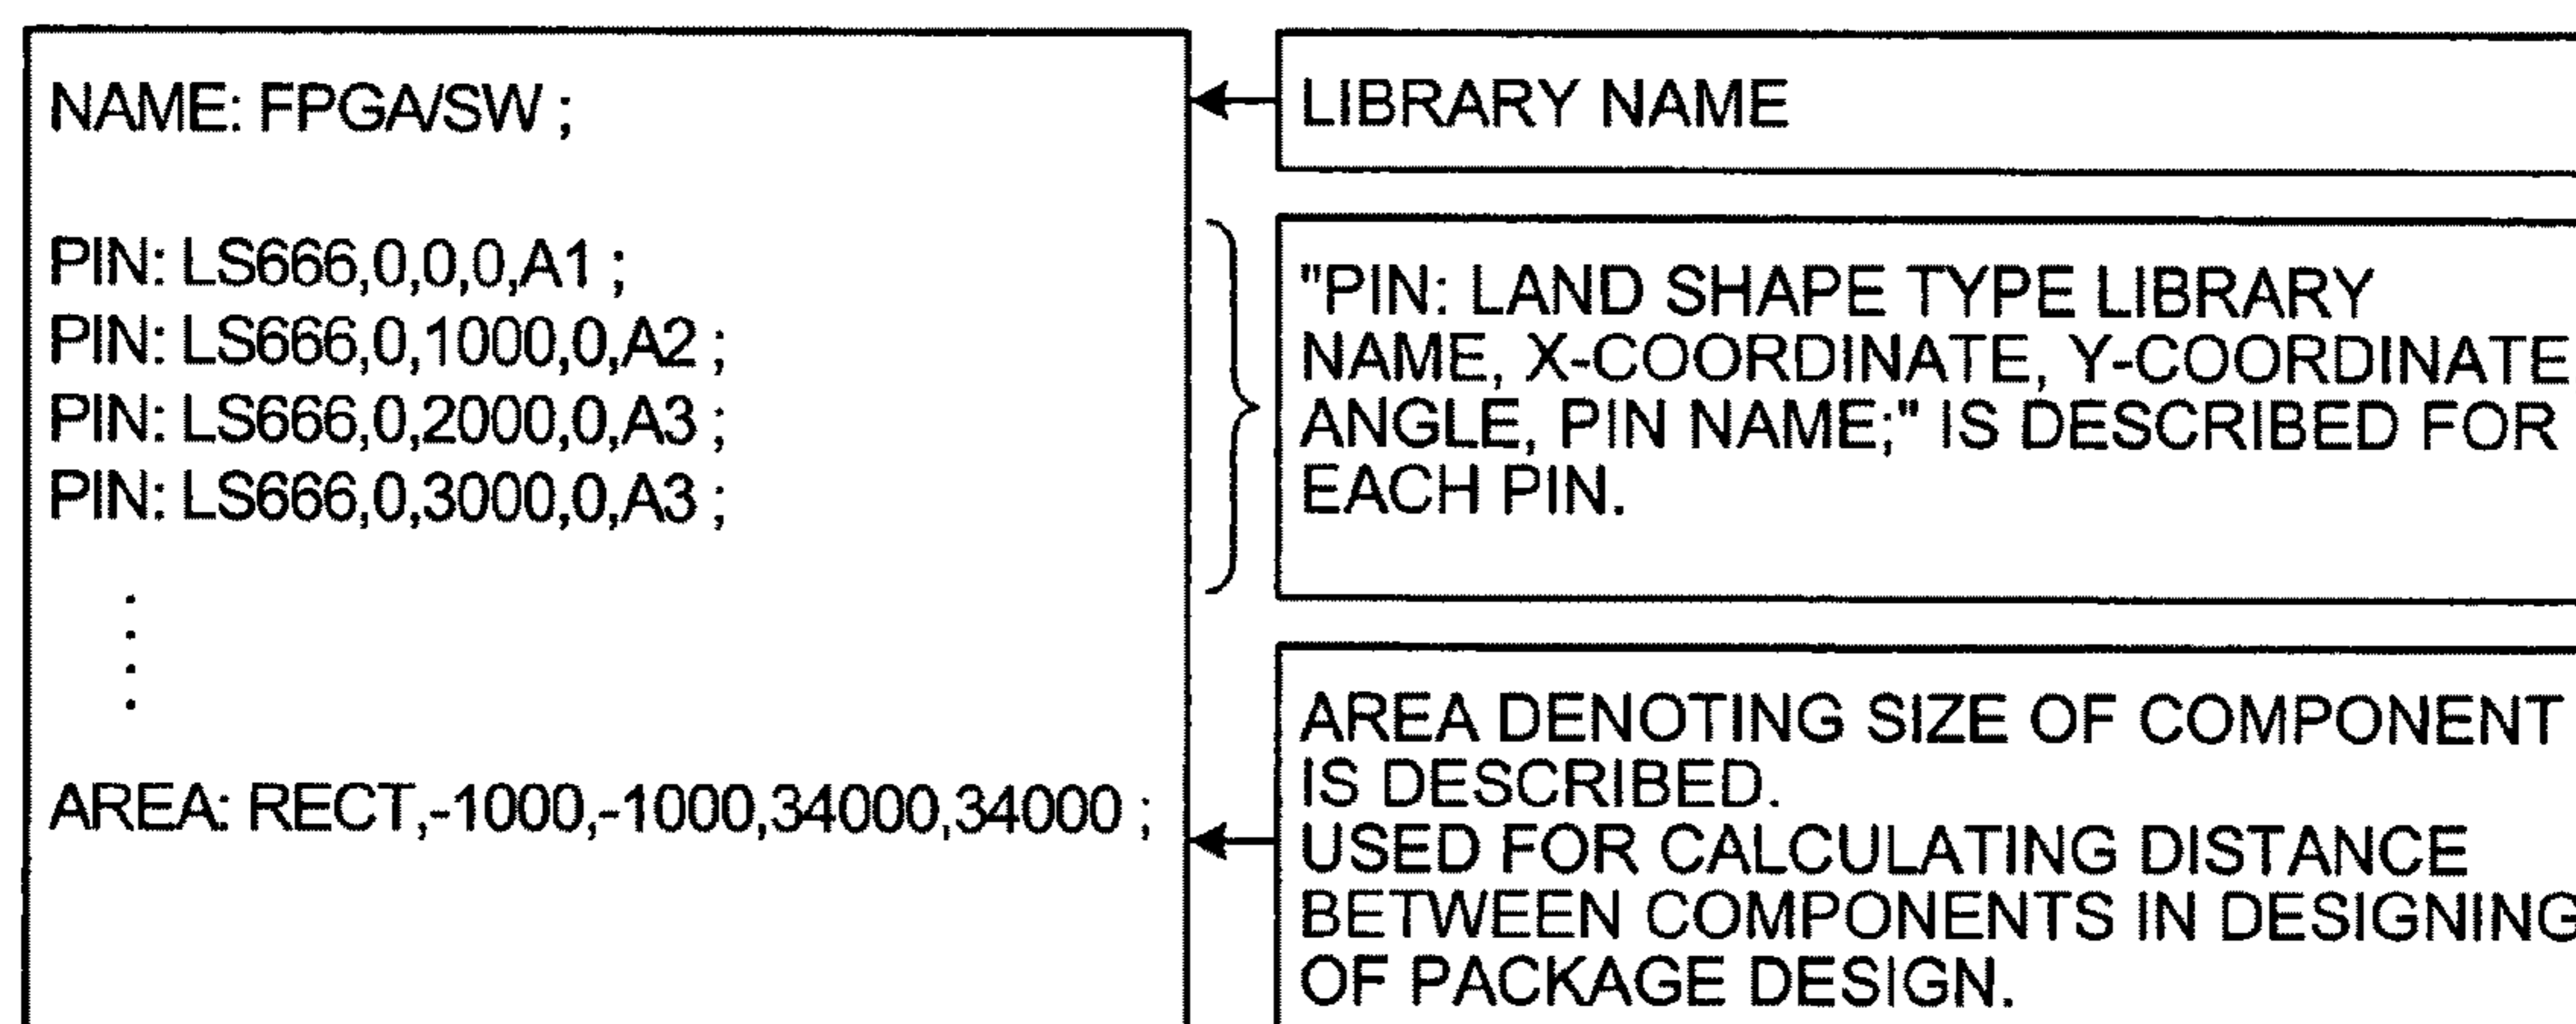 NAME: FPGA/SW ;
PIN: LS666,0,0,0,A1 ;
PIN: LS666,0,1000,0,A2 ;
PIN: LS666,0,2000,0,A3 ;
PIN: LS666,0,3000,0,A3 ;
AREA: RECT,-1000,-1000,34000,34000 ;
LIBRARY NAME
"PIN: LAND SHAPE TYPE LIBRARY
NAME, X-COORDINATE, Y-COORDINATE
ANGLE, PIN NAME;" IS DESCRIBED FOR
EACH PIN.
AREA DENOTING SIZE OF COMPONENT
IS DESCRIBED.
USED FOR CALCULATING DISTANCE
BETWEEN COMPONENTS IN DESIGNING
OF PACKAGE DESIGN.